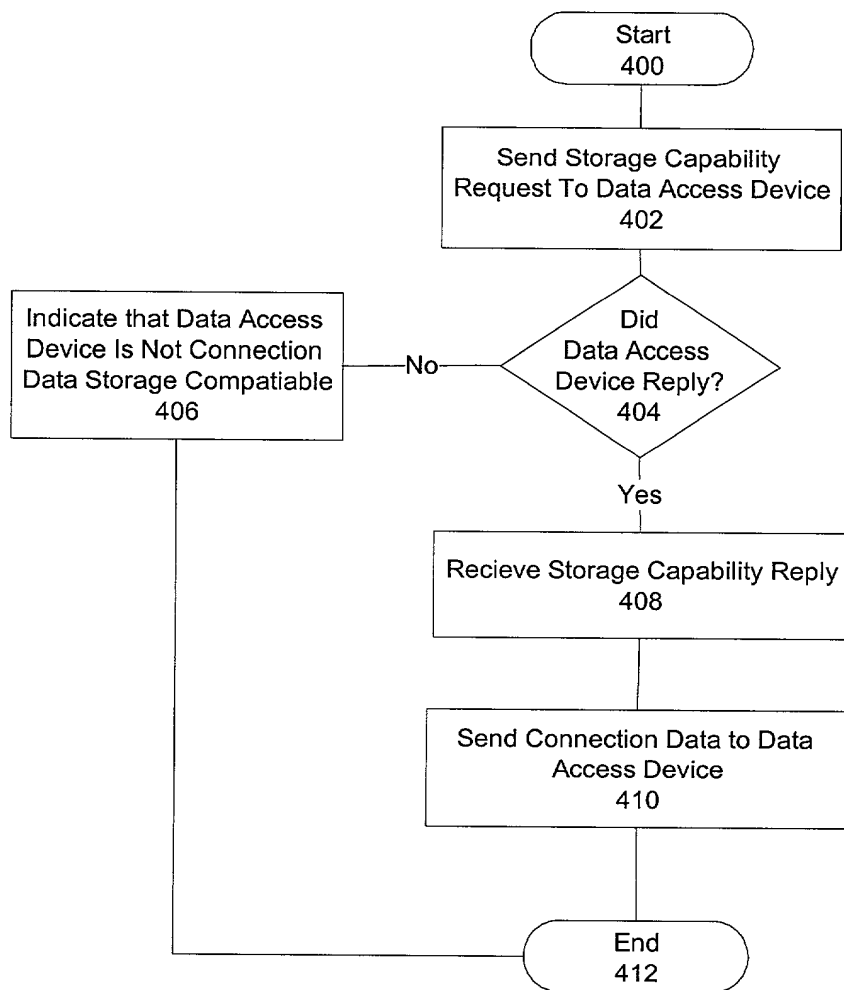 Start
400
Send Storage Capability
Request To Data Access Device
402
Did
Data Access
Device Reply?
404
No
Indicate that Data Access
Device Is Not Connection
Data Storage Compatiable
406
Yes
Recieve Storage Capability Reply
408
Send Connection Data to Data
Access Device
410
End
412